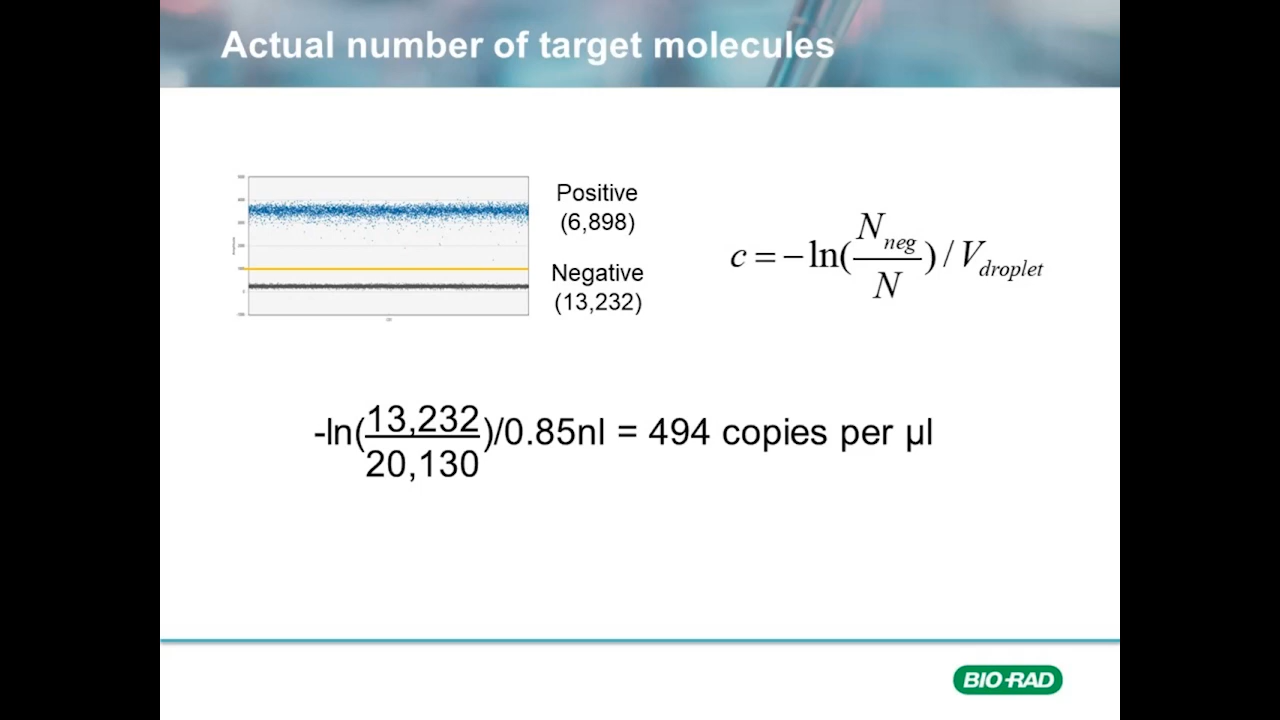 Actual number of target molecules
Positive
(6,898)
Negative
(13,232)
c = −ln(N_neg / N) / V_droplet
-ln(13,232/20,130)/0.85nl = 494 copies per µl
BIO-RAD